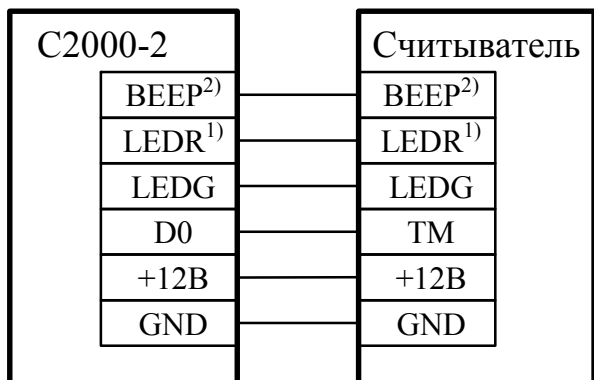 С2000-2
Считыватель
BEEP2)
BEEP2)
LEDR1)
LEDR1)
LEDG
LEDG
D0
TM
+12В
+12В
GND
GND